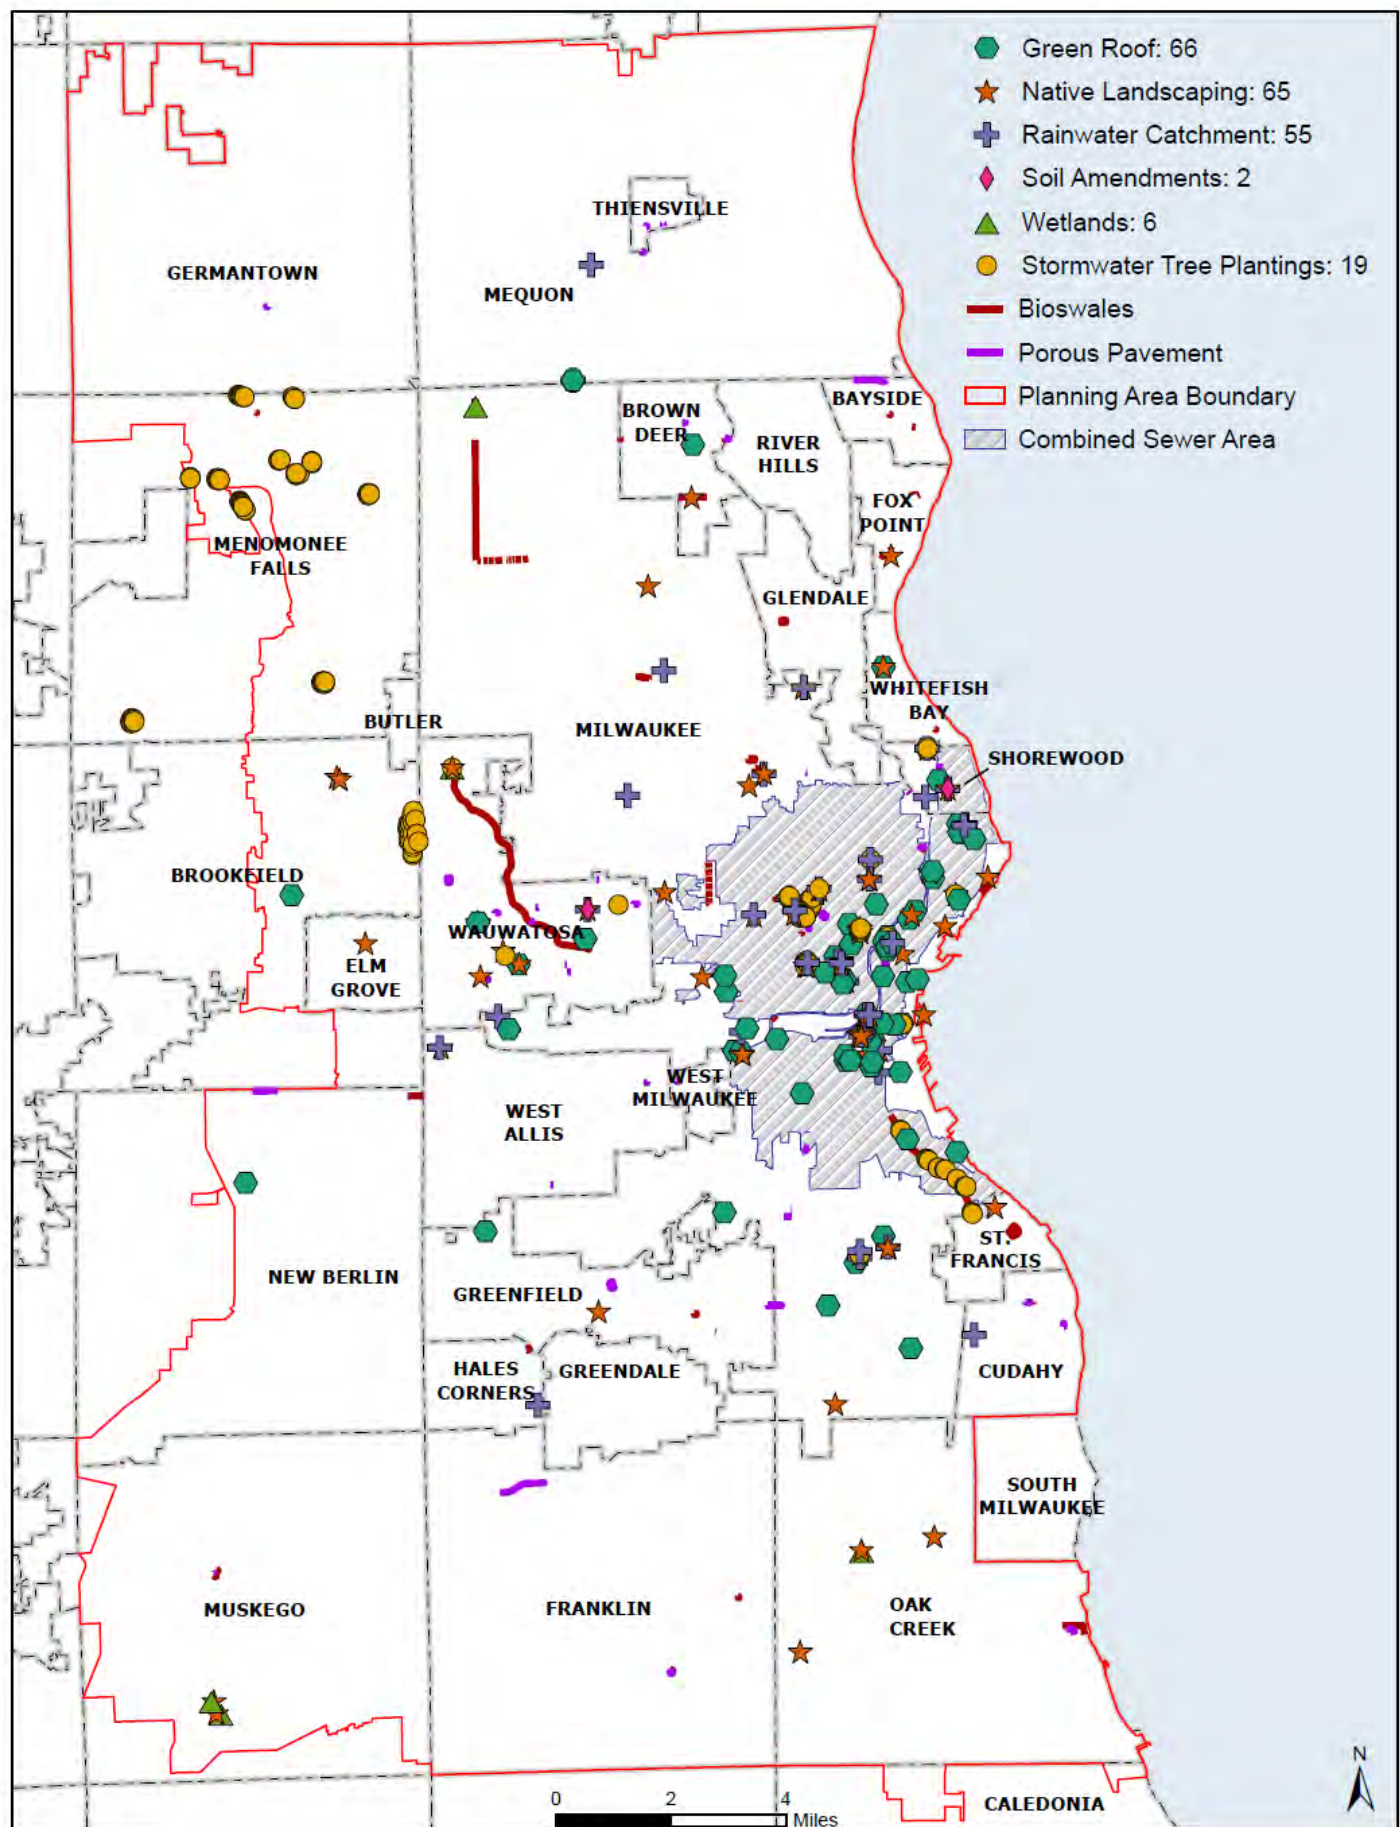 Green Roof: 66
Native Landscaping: 65
Rainwater Catchment: 55
Soil Amendments: 2
Wetlands: 6
Stormwater Tree Plantings: 19
Bioswales
Porous Pavement
Planning Area Boundary
Combined Sewer Area
THIENSVILLE
GERMANTOWN
MEQUON
BAYSIDE
BROWN
DEER
RIVER
HILLS
FOX
POINT
MENOMONEE
FALLS
GLENDALE
WHITEFISH
BAY
BUTLER
MILWAUKEE
SHOREWOOD
BROOKFIELD
WAUWATOSA
ELM
GROVE
WEST
MILWAUKEE
WEST
ALLIS
ST.
FRANCIS
NEW BERLIN
GREENFIELD
HALES
CORNERS
GREENDALE
CUDAHY
SOUTH
MILWAUKEE
MUSKEGO
FRANKLIN
OAK
CREEK
CALEDONIA
N
0 2 4
Miles